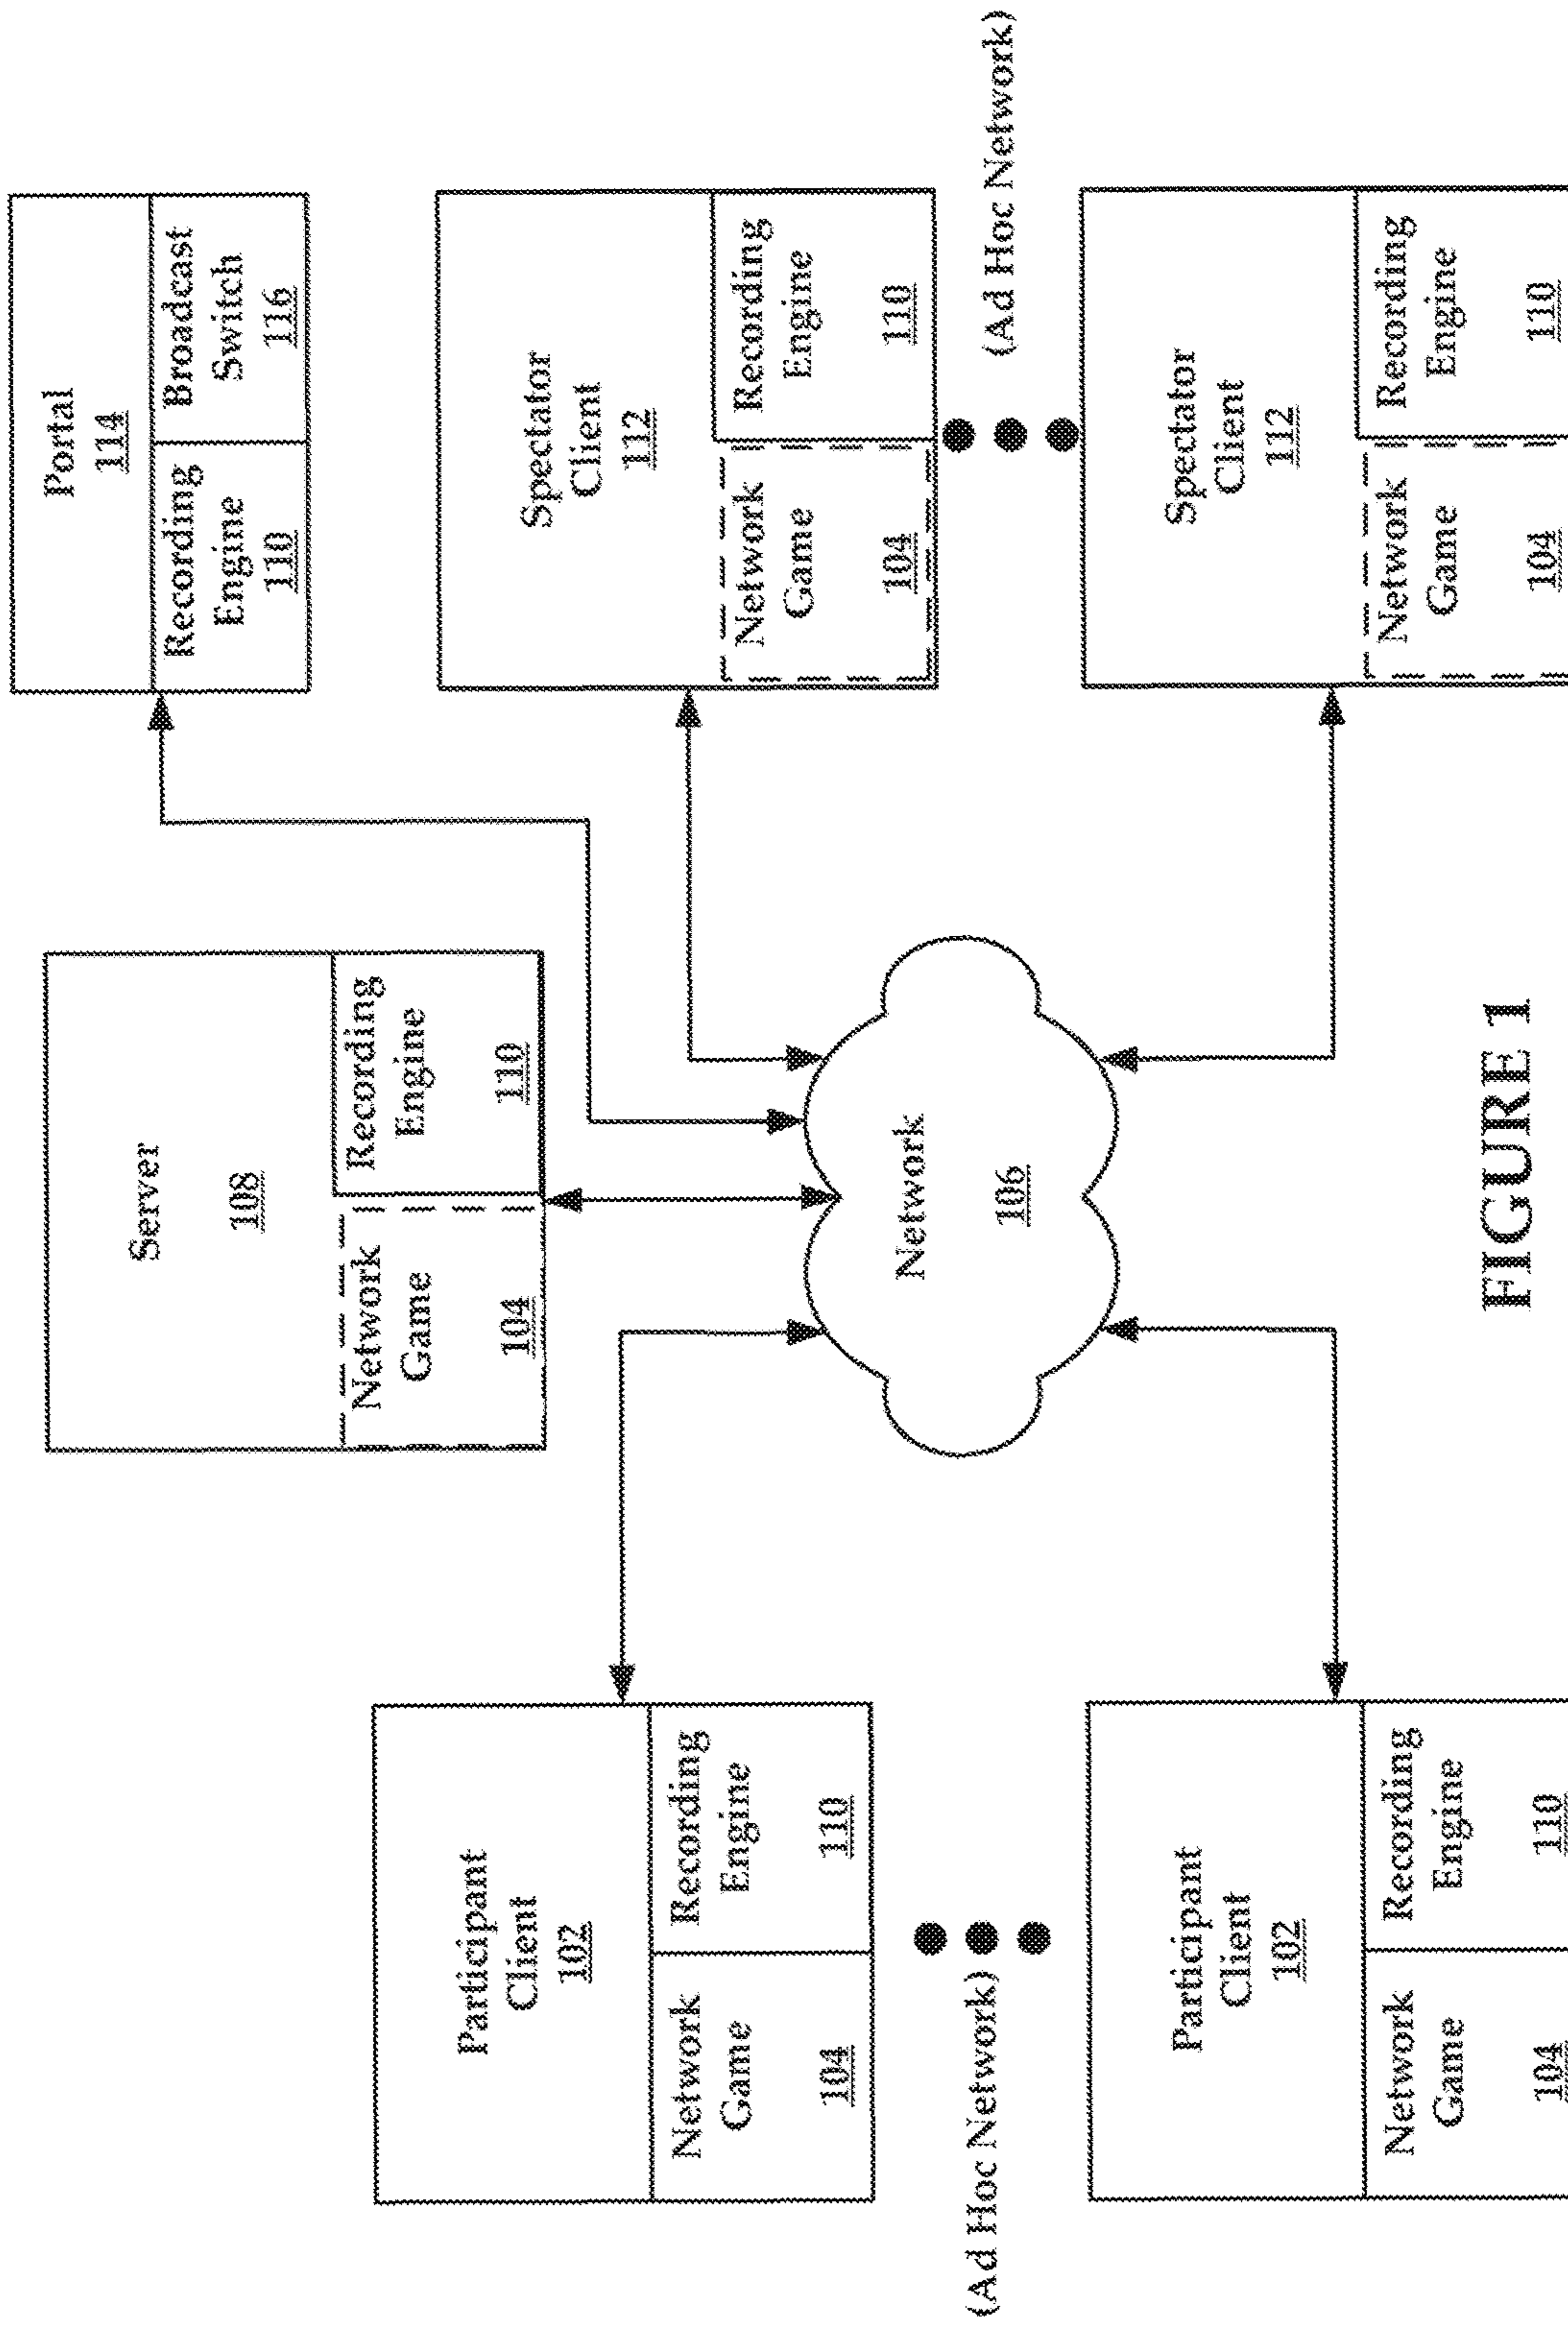 Server
108
Network
Game
104
Recording
Engine
110
Portal
114
Recording
Engine
110
Broadcast
Switch
116
Participant
Client
102
Network
Game
104
Recording
Engine
110
Spectator
Client
112
Network
Game
104
Recording
Engine
110
Network
106
(Ad Hoc Network)
(Ad Hoc Network)
Participant
Client
102
Network
Game
104
Recording
Engine
110
Spectator
Client
112
Network
Game
104
Recording
Engine
110
FIGURE 1